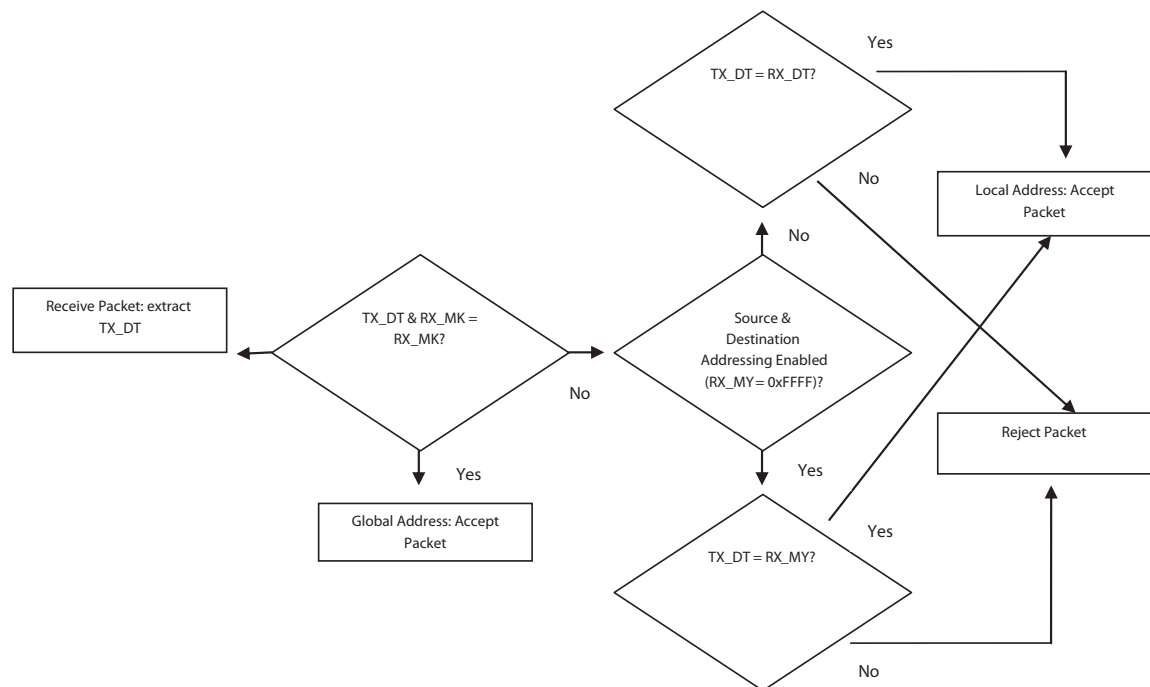 Receive Packet: extract
TX_DT
TX_DT & RX_MK =
RX_MK?
No
Yes
Global Address: Accept
Packet
Source &
Destination
Addressing Enabled
(RX_MY= 0xFFFF)?
No
Yes
TX_DT = RX_DT?
Yes
No
TX_DT = RX_MY?
Yes
No
Local Address: Accept
Packet
Reject Packet